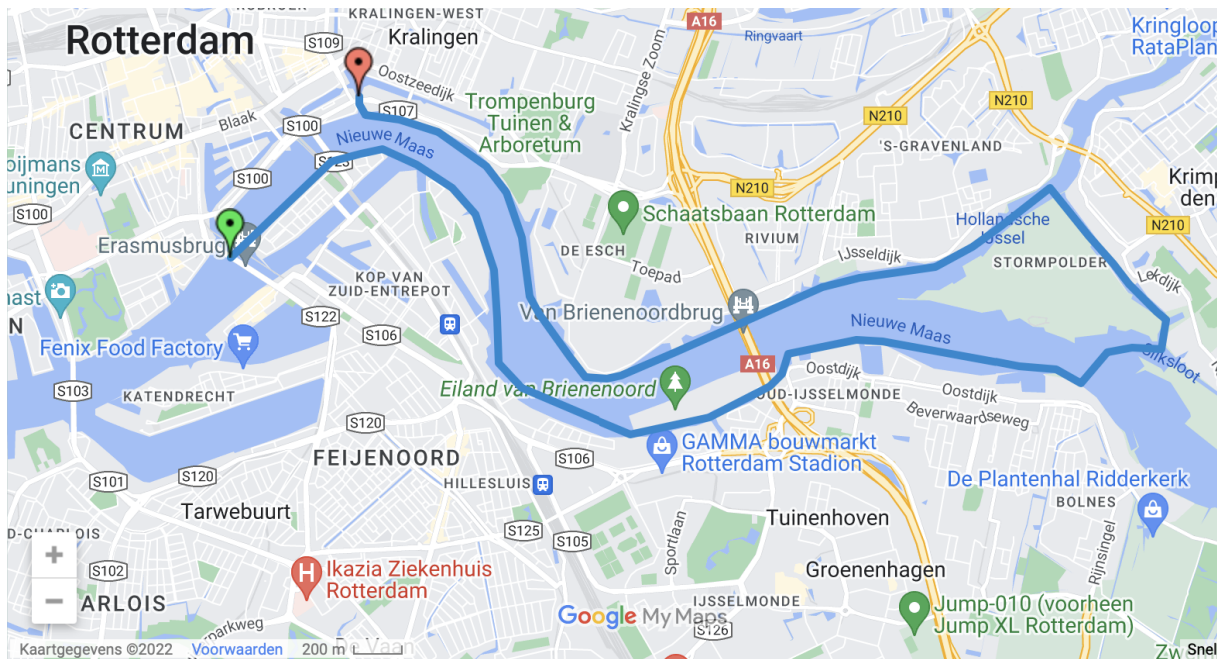 KRALINGEN-WEST
Rotterdam
S109
Kralingen
A16
Ringvaart
Kringloop
RataPlan
Oostzeedijk
Kralingse Zoom
S107
N210
Blaak
S100
Trompenburg
Tuinen &
Arboretum
N210
CENTRUM
Nieuwe Maas
'S-GRAVENLAND
S100
N210
Krimp
den
S100
Schaatsbaan Rotterdam
Hollandsche
IJssel
N210
RIVIUM
Erasmusbrug
DE ESCH
IJsseldijk
STORMPOLDER
Toepad
Lekdijk
KOP VAN
ZUID-ENTREPOT
Van Brienenoordbrug
S122
Nieuwe Maas
S106
Fenix Food Factory
A16
Oostdijk
Eiland van Brienenoord
S103
KATENDRECHT
OUD-IJSSELMONDE
Oostdijk
S120
GAMMA bouwmarkt
Rotterdam Stadion
FEIJENOORD
S106
S120
S101
HILLESLUIS
De Plantenhal Ridderkerk
BOLNES
Tarwebuurt
Tuinenhoven
S125
S105
Sportlaan
Rijnsingel
+
S102
Ikazia Ziekenhuis
Rotterdam
Groenenhagen
−
ARLOIS
IJSSELMONDE
Jump-010 (voorheen
Jump XL Rotterdam)
Google My Maps
S126
Kaartgegevens ©2022
Voorwaarden
200 m
Snel